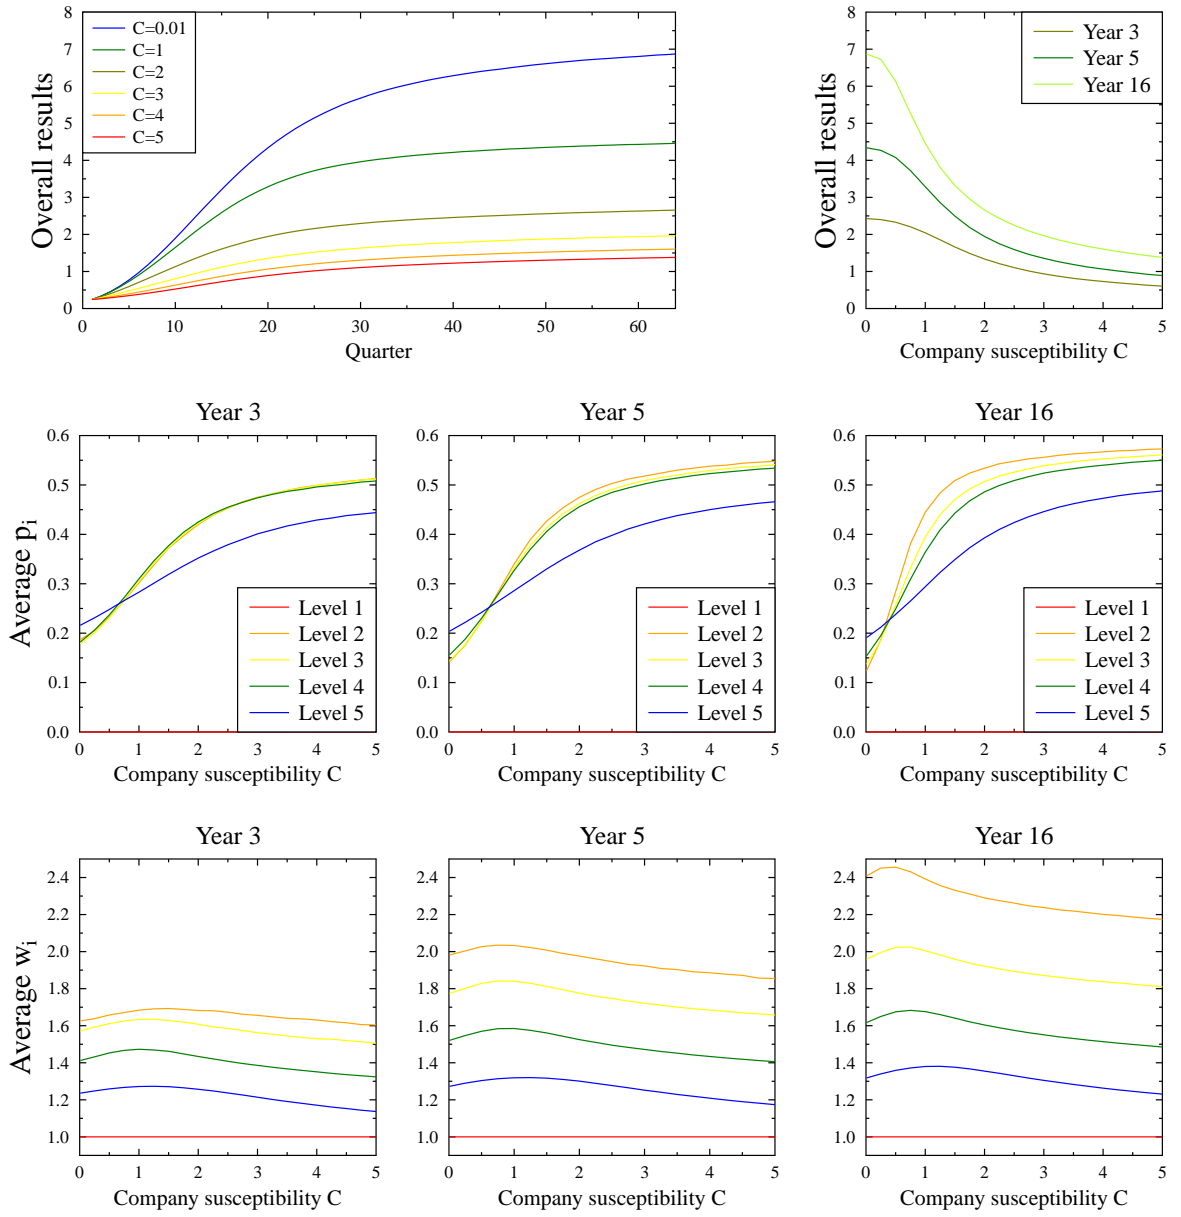 Overall results
8
7
6
5
4
3
2
1
0
C=0.01
C=1
C=2
C=3
C=4
C=5
0 10 20 30 40 50 60
Quarter
Overall results
8
7
6
5
4
3
2
1
0
Year 3
Year 5
Year 16
0 1 2 3 4 5
Company susceptibility C
Year 3
Average p_i
0.6
0.5
0.4
0.3
0.2
0.1
0.0
Level 1
Level 2
Level 3
Level 4
Level 5
0 1 2 3 4 5
Company susceptibility C
Year 5
0.6
0.5
0.4
0.3
0.2
0.1
0.0
Level 1
Level 2
Level 3
Level 4
Level 5
0 1 2 3 4 5
Company susceptibility C
Year 16
0.6
0.5
0.4
0.3
0.2
0.1
0.0
Level 1
Level 2
Level 3
Level 4
Level 5
0 1 2 3 4 5
Company susceptibility C
Year 3
Average w_i
2.4
2.2
2.0
1.8
1.6
1.4
1.2
1.0
0 1 2 3 4 5
Company susceptibility C
Year 5
2.4
2.2
2.0
1.8
1.6
1.4
1.2
1.0
0 1 2 3 4 5
Company susceptibility C
Year 16
2.4
2.2
2.0
1.8
1.6
1.4
1.2
1.0
0 1 2 3 4 5
Company susceptibility C